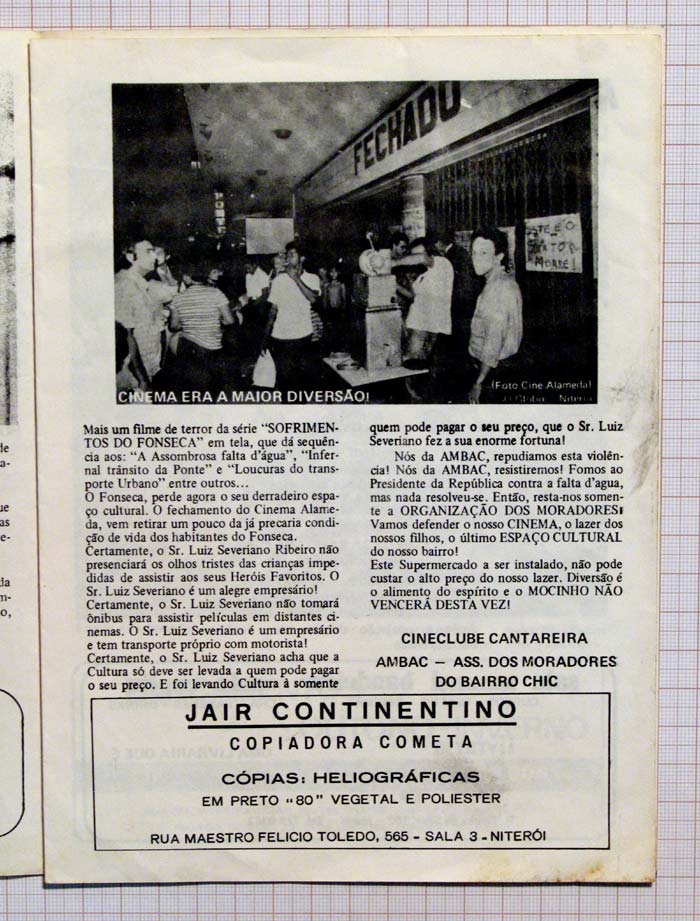 FECHADO
ESTE É O
MORRE!
CINEMA ERA A MAIOR DIVERSÃO!
(Foto Cine Alameda)
O Globo - Niterói
Mais um filme de terror da série “SOFRIMEN-
TOS DO FONSECA” em tela, que dá sequên-
cia aos: “A Assombrosa falta d'água”, “Infer-
nal trânsito da Ponte” e “Loucuras do trans-
porte Urbano” entre outros...
O Fonseca, perde agora o seu derradeiro espa-
ço cultural. O fechamento do Cinema Alame-
da, vem retirar um pouco da já precaria condi-
ção de vida dos habitantes do Fonseca.
Certamente, o Sr. Luiz Severiano Ribeiro não
presenciará os olhos tristes das crianças impe-
didas de assistir aos seus Heróis Favoritos. O
Sr. Luiz Severiano é um alegre empresário!
Certamente, o Sr. Luiz Severiano não tomará
ônibus para assistir películas em distantes ci-
nemas. O Sr. Luiz Severiano é um empresário
e tem transporte próprio com motorista!
Certamente, o Sr. Luiz Severiano acha que a
Cultura só deve ser levada a quem pode pagar
o seu preço. E foi levando Cultura à somente
quem pode pagar o seu preço, que o Sr. Luiz
Severiano fez a sua enorme fortuna!
Nós da AMBAC, repudiamos esta violên-
cia! Nós da AMBAC, resistiremos! Fomos ao
Presidente da República contra a falta d'agua,
mas nada resolveu-se. Então, resta-nos somen-
te a ORGANIZAÇÃO DOS MORADORES!
Vamos defender o nosso CINEMA, o lazer dos
nossos filhos, o último ESPAÇO CULTURAL
do nosso bairro!
Este Supermercado a ser instalado, não pode
custar o alto preço do nosso lazer. Diversão é
o alimento do espírito e o MOCINHO NÃO
VENCERÁ DESTA VEZ!
CINECLUBE CANTAREIRA
AMBAC — ASS. DOS MORADORES
DO BAIRRO CHIC
JAIR CONTINENTINO
COPIADORA COMETA
CÓPIAS: HELIOGRÁFICAS
EM PRETO “80” VEGETAL E POLIESTER
RUA MAESTRO FELICIO TOLEDO, 565 - SALA 3 - NITERÓI